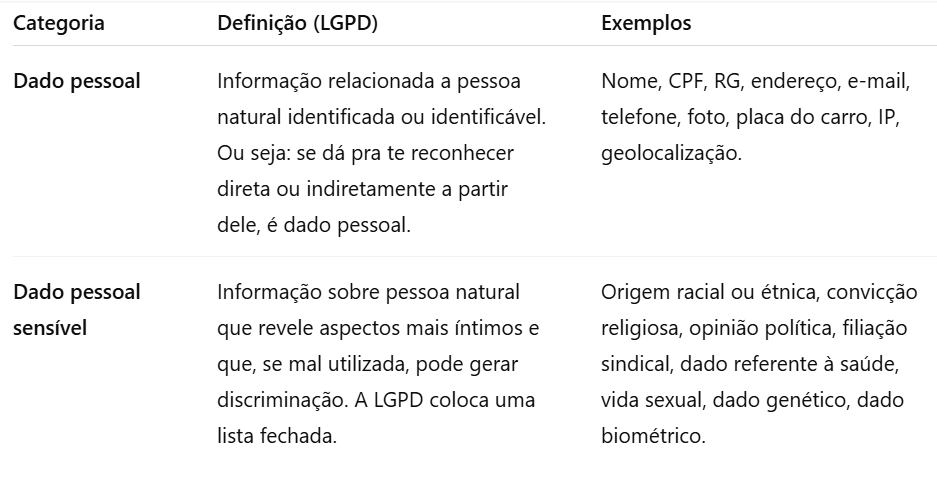 Categoria Definição (LGPD) Exemplos
Dado pessoal
Informação relacionada a pessoa
natural identificada ou identificável.
Ou seja: se dá pra te reconhecer
direta ou indiretamente a partir
dele, é dado pessoal.
Nome, CPF, RG, endereço, e-mail,
telefone, foto, placa do carro, IP,
geolocalização.
Dado pessoal
sensível
Informação sobre pessoa natural
que revele aspectos mais íntimos e
que, se mal utilizada, pode gerar
discriminação. A LGPD coloca uma
lista fechada.
Origem racial ou étnica, convicção
religiosa, opinião política, filiação
sindical, dado referente à saúde,
vida sexual, dado genético, dado
biométrico.